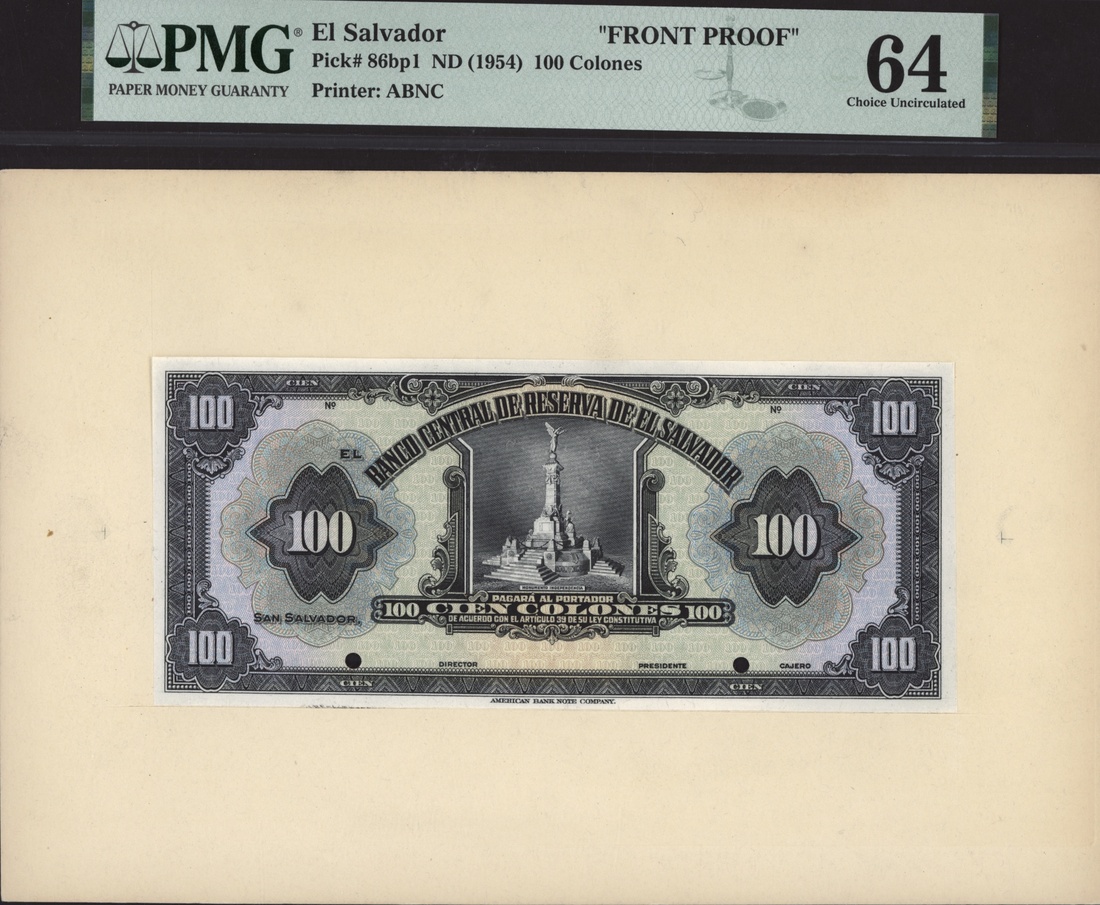 PMG®
PAPER MONEY GUARANTY
El Salvador
"FRONT PROOF"
Pick# 86bp1 ND (1954) 100 Colones
Printer: ABNC
64
Choice Uncirculated
CIEN
CIEN
100
100
Nº
Nº
EL
BANCO CENTRAL DE RESERVA DE EL SALVADOR
100
100
MONUMENTO INDEPENDENCIA
PAGARÁ AL PORTADOR
100 CIEN COLONES 100
DE ACUERDO CON EL ARTÍCULO 39 DE SU LEY CONSTITUTIVA
SAN SALVADOR,
100
100
DIRECTOR
PRESIDENTE
CAJERO
CIEN
CIEN
AMERICAN BANK NOTE COMPANY.